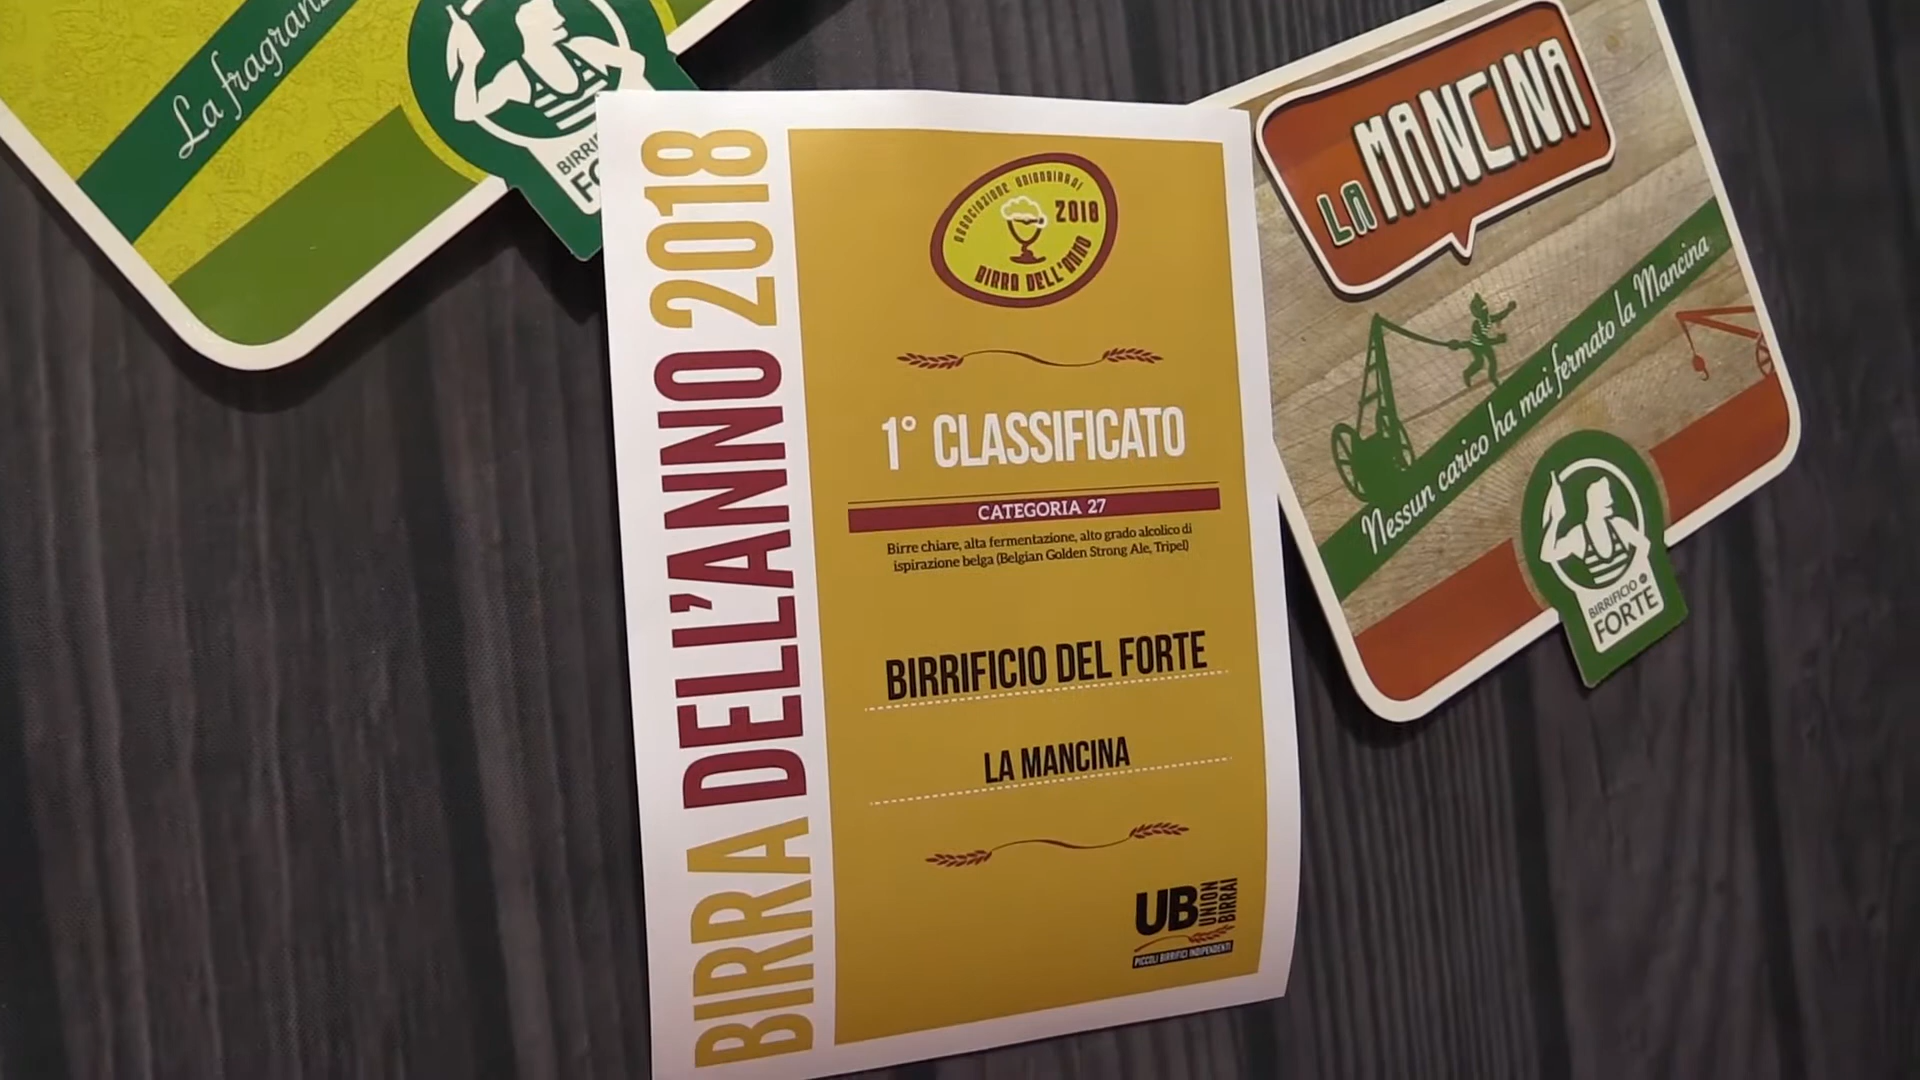 La fragran
BIRRI
FO
BIRRA DELL'ANNO 2018
ASSOCIAZIONE UNIONBIRRAI
2018
BIRRA DELL'ANNO
1° CLASSIFICATO
CATEGORIA 27
Birre chiare, alta fermentazione, alto grado alcolico di
ispirazione belga (Belgian Golden Strong Ale, Tripel)
BIRRIFICIO DEL FORTE
LA MANCINA
UB UNION
BIRRAI
PICCOLI BIRRIFICI INDIPENDENTI
LA MANCINA
Nessun carico ha mai fermato la Mancina
BIRRIFICIO
FORTE